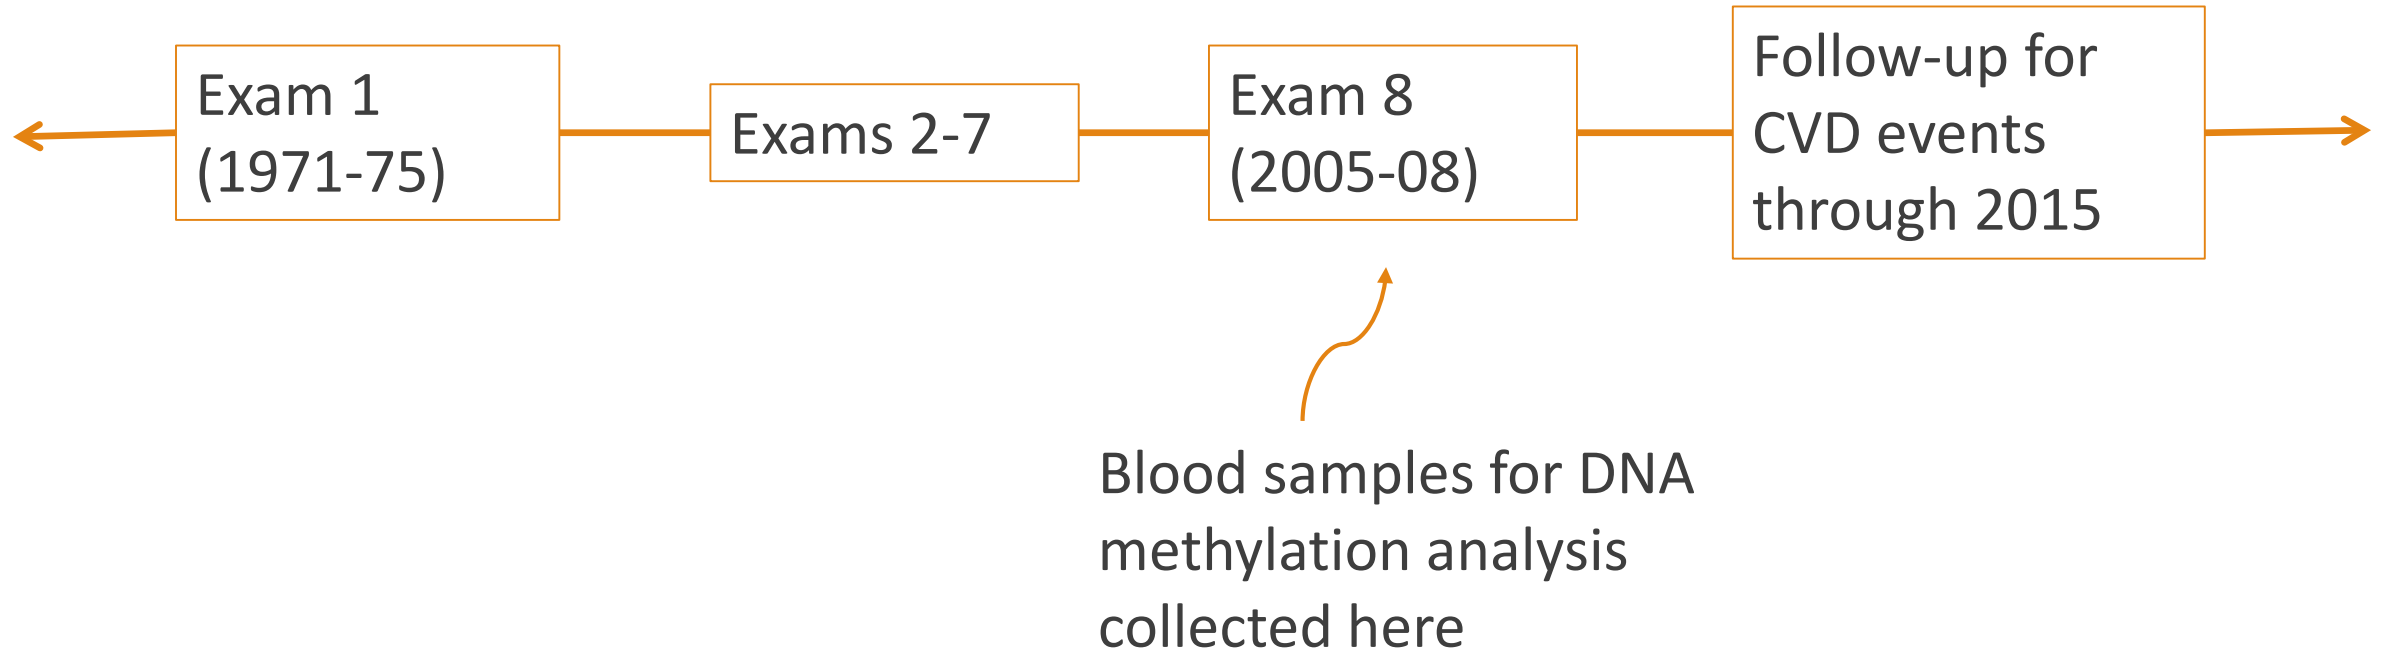 Exam 1
(1971-75)
Exams 2-7
Exam 8
(2005-08)
Follow-up for
CVD events
through 2015
Blood samples for DNA
methylation analysis
collected here